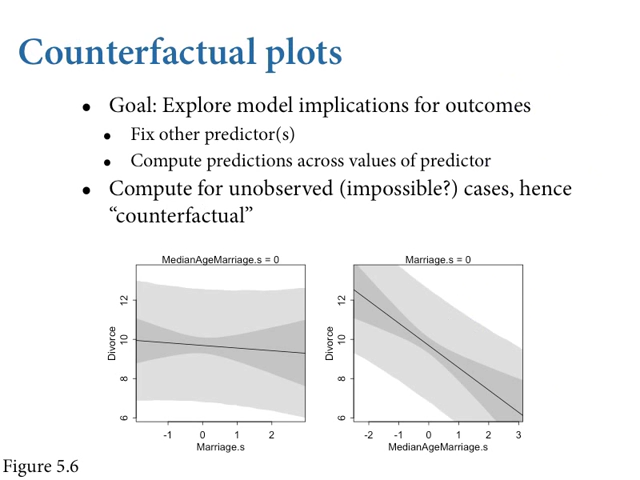 Counterfactual plots
• Goal: Explore model implications for outcomes
• Fix other predictor(s)
• Compute predictions across values of predictor
• Compute for unobserved (impossible?) cases, hence
“counterfactual”
MedianAgeMarriage.s = 0
Divorce
12
10
8
6
-1 0 1 2
Marriage.s
Marriage.s = 0
Divorce
12
10
8
6
-2 -1 0 1 2 3
MedianAgeMarriage.s
Figure 5.6